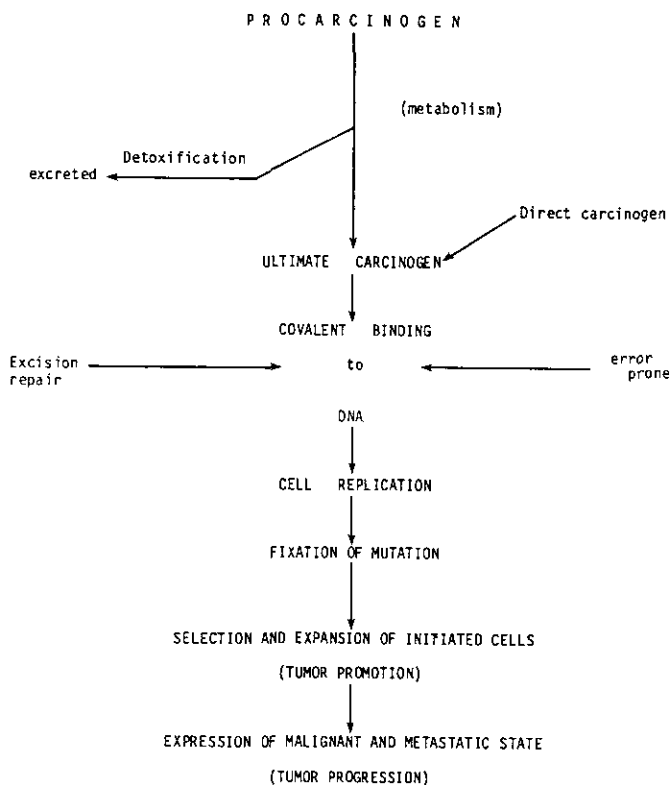 PROCARCINOGEN
(metabolism)
Detoxification
excreted
Direct carcinogen
ULTIMATE CARCINOGEN
COVALENT BINDING
Excision
repair
to
error
prone
DNA
CELL REPLICATION
FIXATION OF MUTATION
SELECTION AND EXPANSION OF INITIATED CELLS
(TUMOR PROMOTION)
EXPRESSION OF MALIGNANT AND METASTATIC STATE
(TUMOR PROGRESSION)